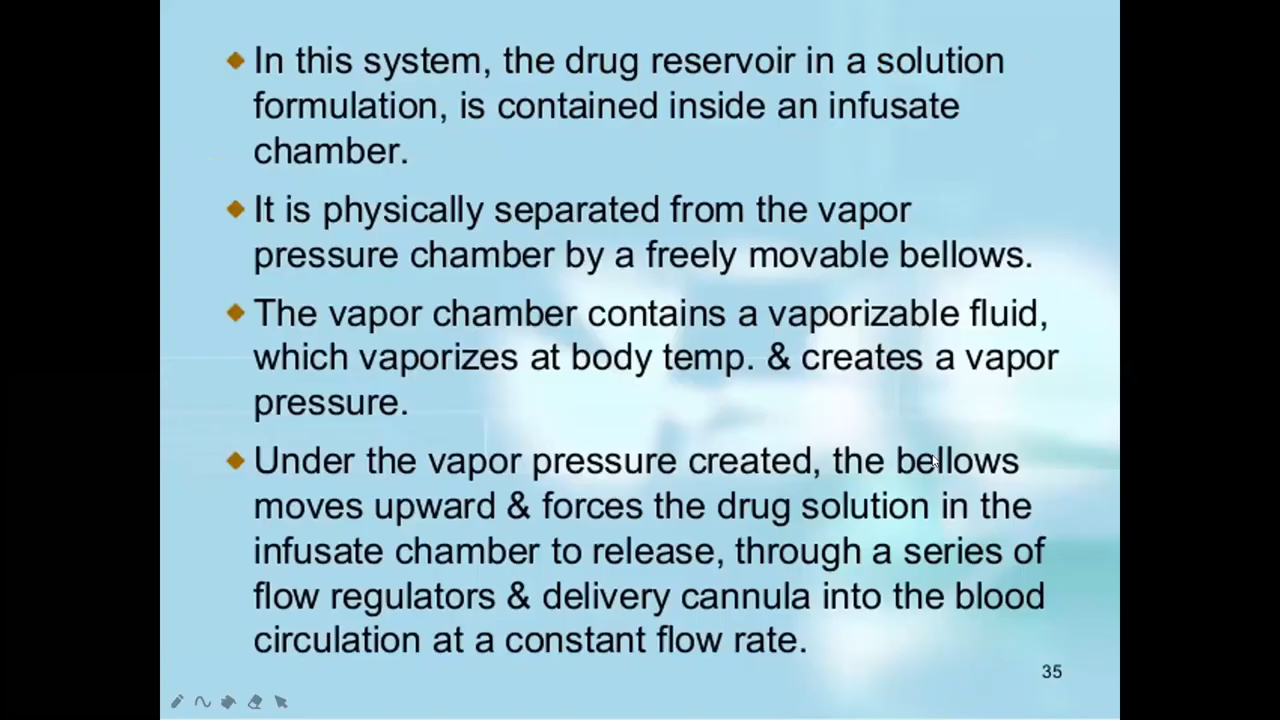 In this system, the drug reservoir in a solution
formulation, is contained inside an infusate
chamber.
It is physically separated from the vapor
pressure chamber by a freely movable bellows.
The vapor chamber contains a vaporizable fluid,
which vaporizes at body temp. & creates a vapor
pressure.
Under the vapor pressure created, the bellows
moves upward & forces the drug solution in the
infusate chamber to release, through a series of
flow regulators & delivery cannula into the blood
circulation at a constant flow rate.
35